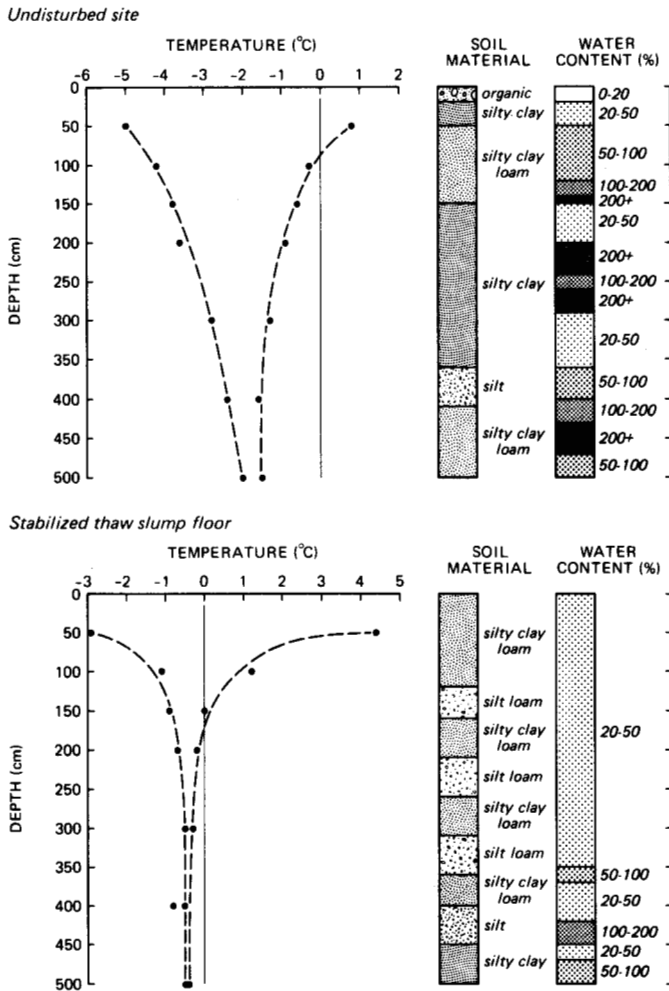 Undisturbed site
TEMPERATURE (°C)
-6 -5 -4 -3 -2 -1 0 1 2
SOIL MATERIAL
WATER CONTENT (%)
DEPTH (cm)
0
50
100
150
200
250
300
350
400
450
500
organic
silty clay
silty clay
loam
silty clay
silt
silty clay
loam
0-20
20-50
50-100
100-200
200+
20-50
200+
100-200
200+
20-50
50-100
100-200
200+
50-100
Stabilized thaw slump floor
TEMPERATURE (°C)
-3 -2 -1 0 1 2 3 4 5
SOIL MATERIAL
WATER CONTENT (%)
DEPTH (cm)
0
50
100
150
200
250
300
350
400
450
500
silty clay
loam
silt loam
silty clay
loam
silt loam
silty clay
loam
silt loam
silty clay
loam
silt
silty clay
20-50
50-100
20-50
100-200
20-50
50-100